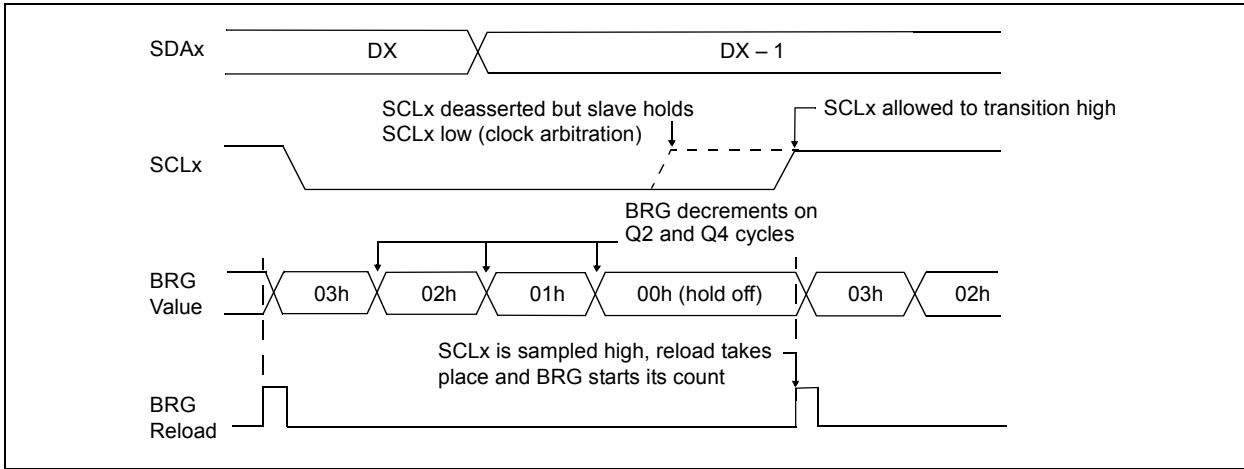 SDAx
DX
DX – 1
SCLx deasserted but slave holds
SCLx low (clock arbitration)
SCLx allowed to transition high
SCLx
BRG decrements on
Q2 and Q4 cycles
BRG
Value
03h
02h
01h
00h (hold off)
03h
02h
SCLx is sampled high, reload takes
place and BRG starts its count
BRG
Reload